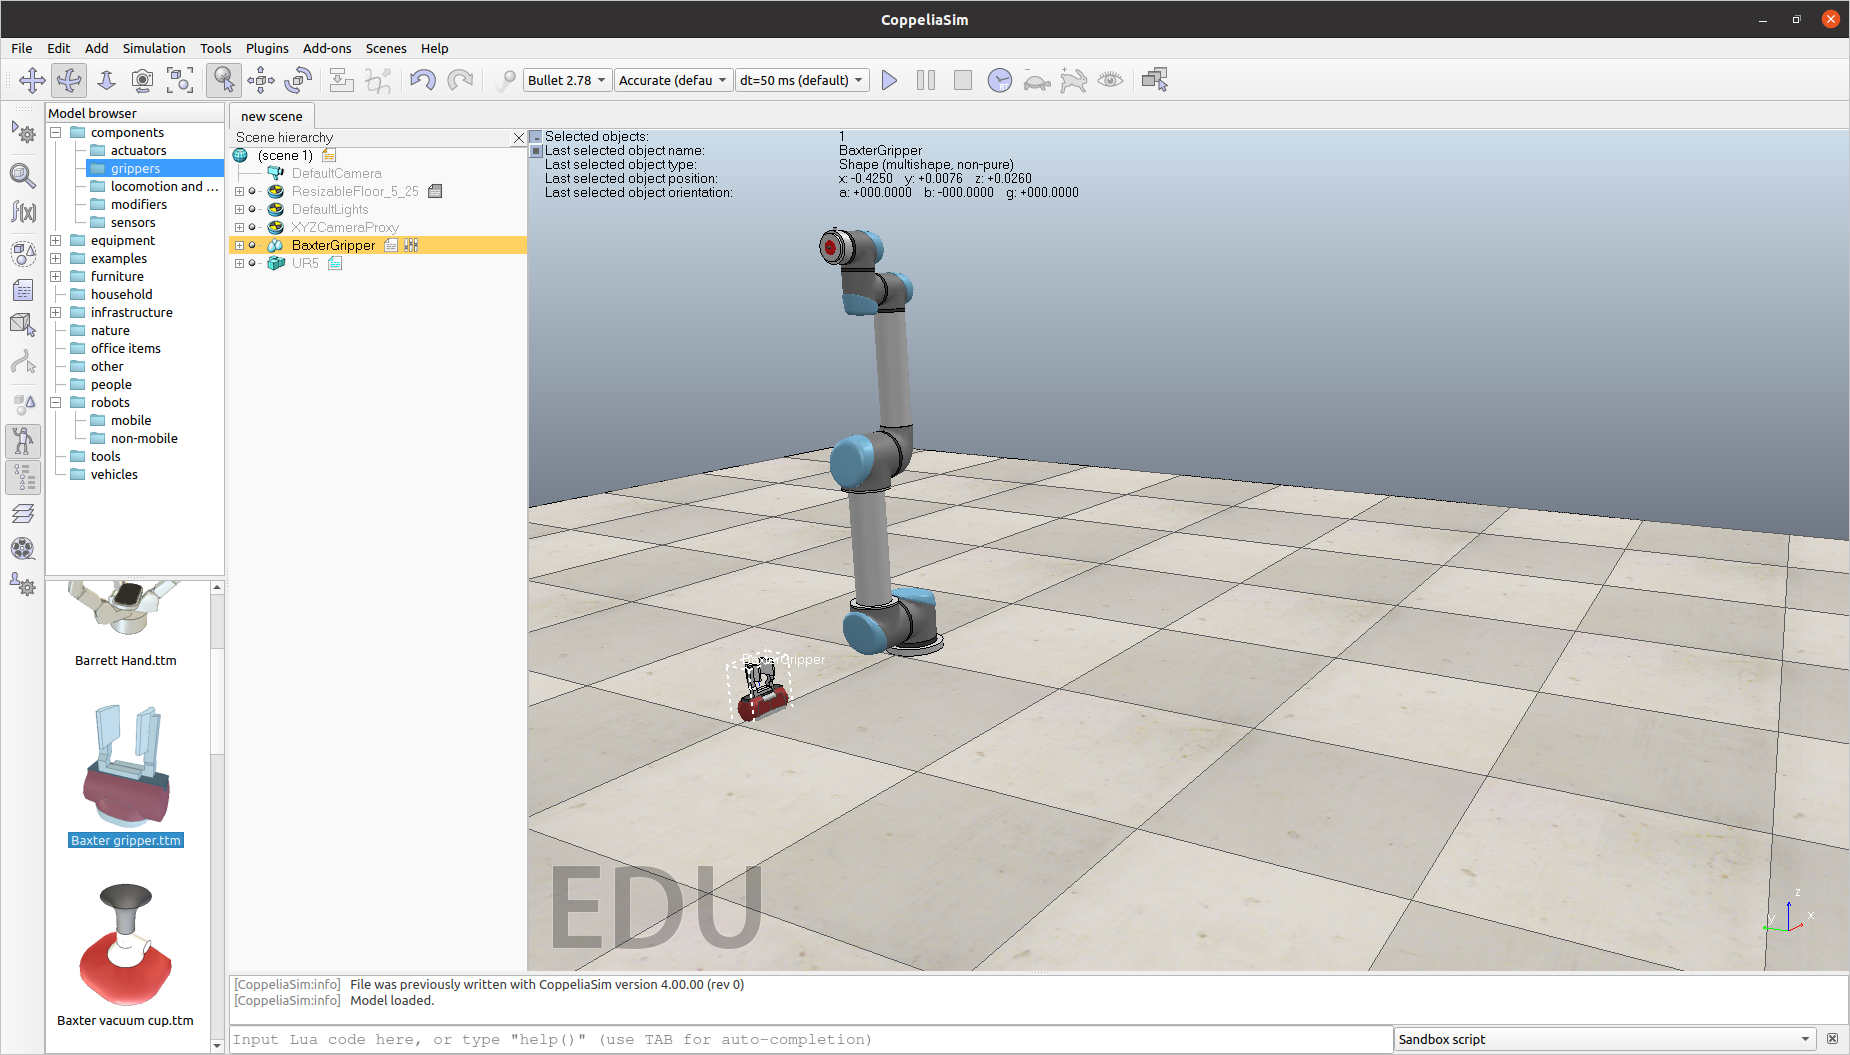 CoppeliaSim
File Edit Add Simulation Tools Plugins Add-ons Scenes Help
Bullet 2.78 Accurate (defau dt=50 ms (default) RT
Model browser
components
actuators
grippers
locomotion and ...
modifiers
sensors
equipment
examples
furniture
household
infrastructure
nature
office items
other
people
robots
mobile
non-mobile
tools
vehicles
Barrett Hand.ttm
Baxter gripper.ttm
Baxter vacuum cup.ttm
new scene
Scene hierarchy
(scene 1)
DefaultCamera
ResizableFloor_5_25
DefaultLights
XYZCameraProxy
BaxterGripper
UR5
Selected objects: 1
Last selected object name: BaxterGripper
Last selected object type: Shape (multishape, non-pure)
Last selected object position: x: -0.4250 y: +0.0076 z: +0.0260
Last selected object orientation: a: +000.0000 b: -000.0000 g: +000.0000
BaxterGripper
EDU
z
y
x
[CoppeliaSim:info] File was previously written with CoppeliaSim version 4.00.00 (rev 0)
[CoppeliaSim:info] Model loaded.
Input Lua code here, or type "help()" (use TAB for auto-completion)
Sandbox script
f(x)